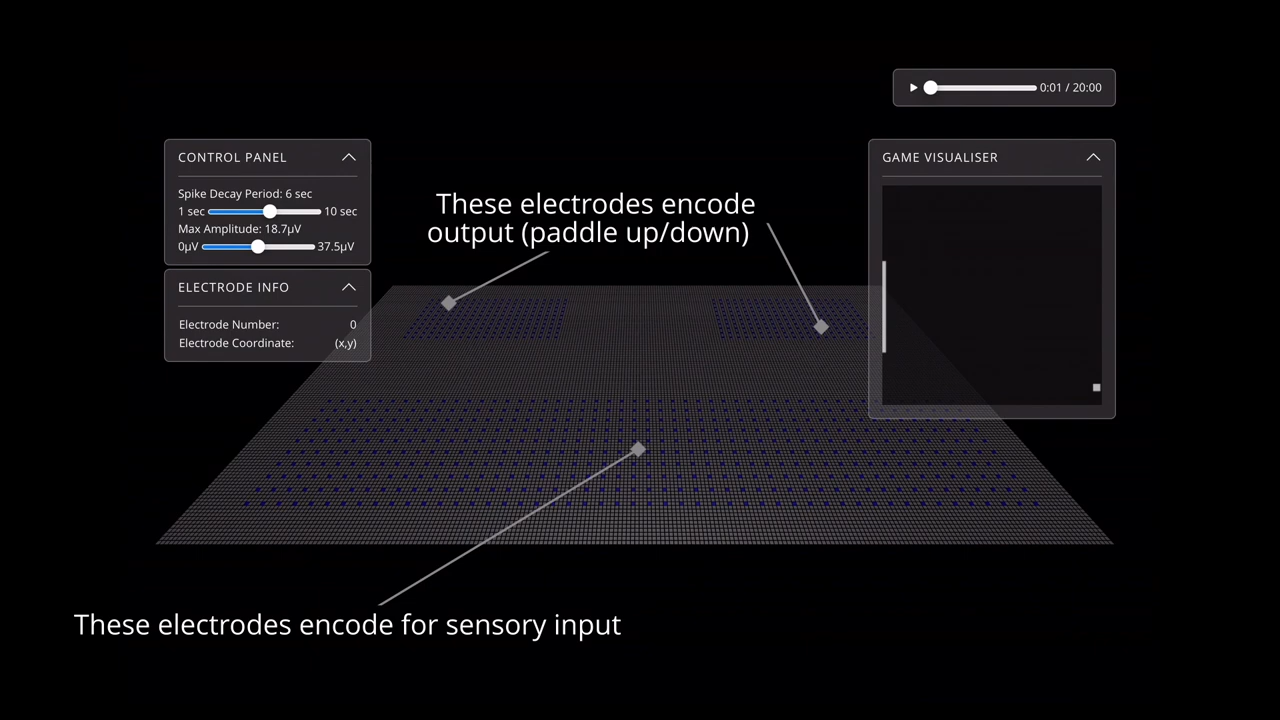 0:01 / 20:00
CONTROL PANEL
Spike Decay Period: 6 sec
1 sec 10 sec
Max Amplitude: 18.7µV
0µV 37.5µV
ELECTRODE INFO
Electrode Number: 0
Electrode Coordinate: (x,y)
These electrodes encode
output (paddle up/down)
GAME VISUALISER
These electrodes encode for sensory input